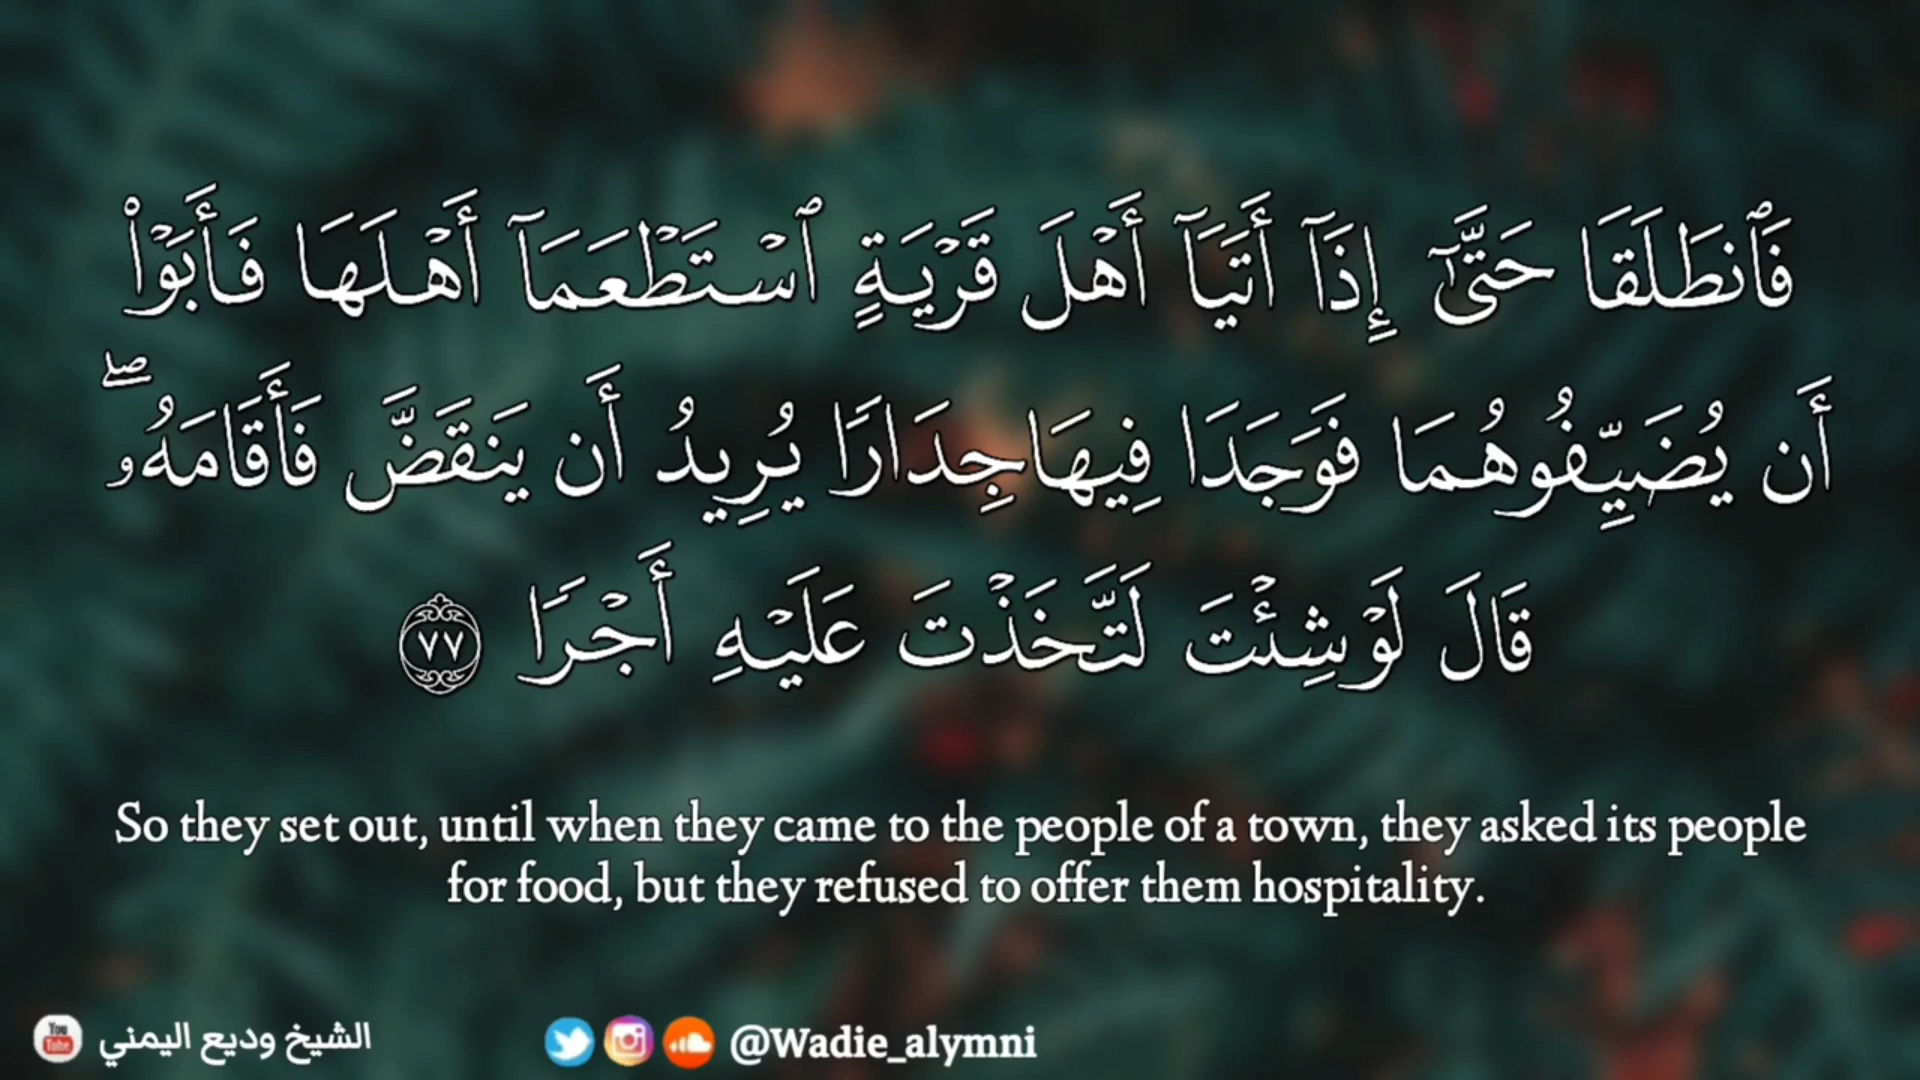 فَٱنطَلَقَا حَتَّىٰٓ إِذَآ أَتَيَآ أَهْلَ قَرْيَةٍ ٱسْتَطْعَمَآ أَهْلَهَا فَأَبَوْا۟
أَن يُضَيِّفُوهُمَا فَوَجَدَا فِيهَا جِدَارًا يُرِيدُ أَن يَنقَضَّ فَأَقَامَهُۥ ۖ
قَالَ لَوْ شِئْتَ لَتَّخَذْتَ عَلَيْهِ أَجْرًا ٧٧
So they set out, until when they came to the people of a town, they asked its people
for food, but they refused to offer them hospitality.
You Tube الشيخ وديع اليمني @Wadie_alymni